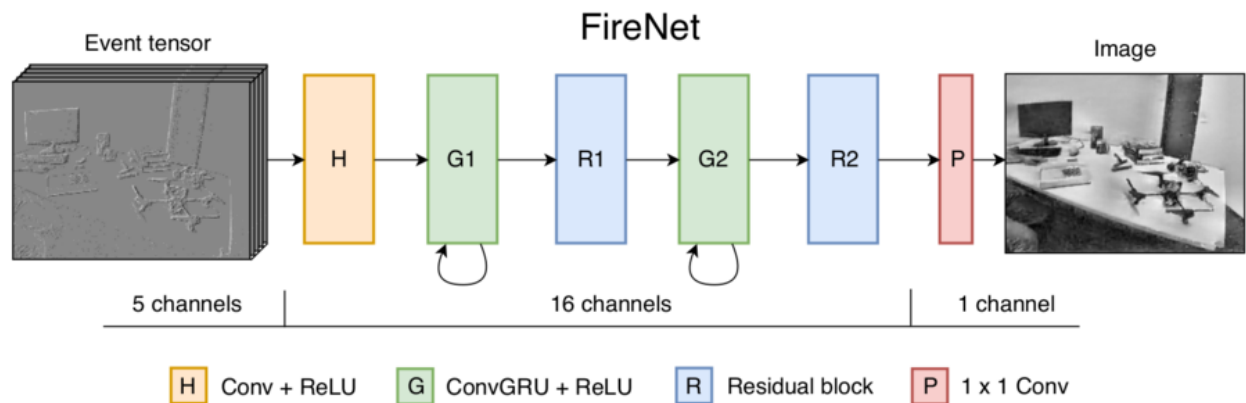 FireNet
Event tensor
Image
H
G1
R1
G2
R2
P
5 channels
16 channels
1 channel
H Conv + ReLU
G ConvGRU + ReLU
R Residual block
P 1 x 1 Conv